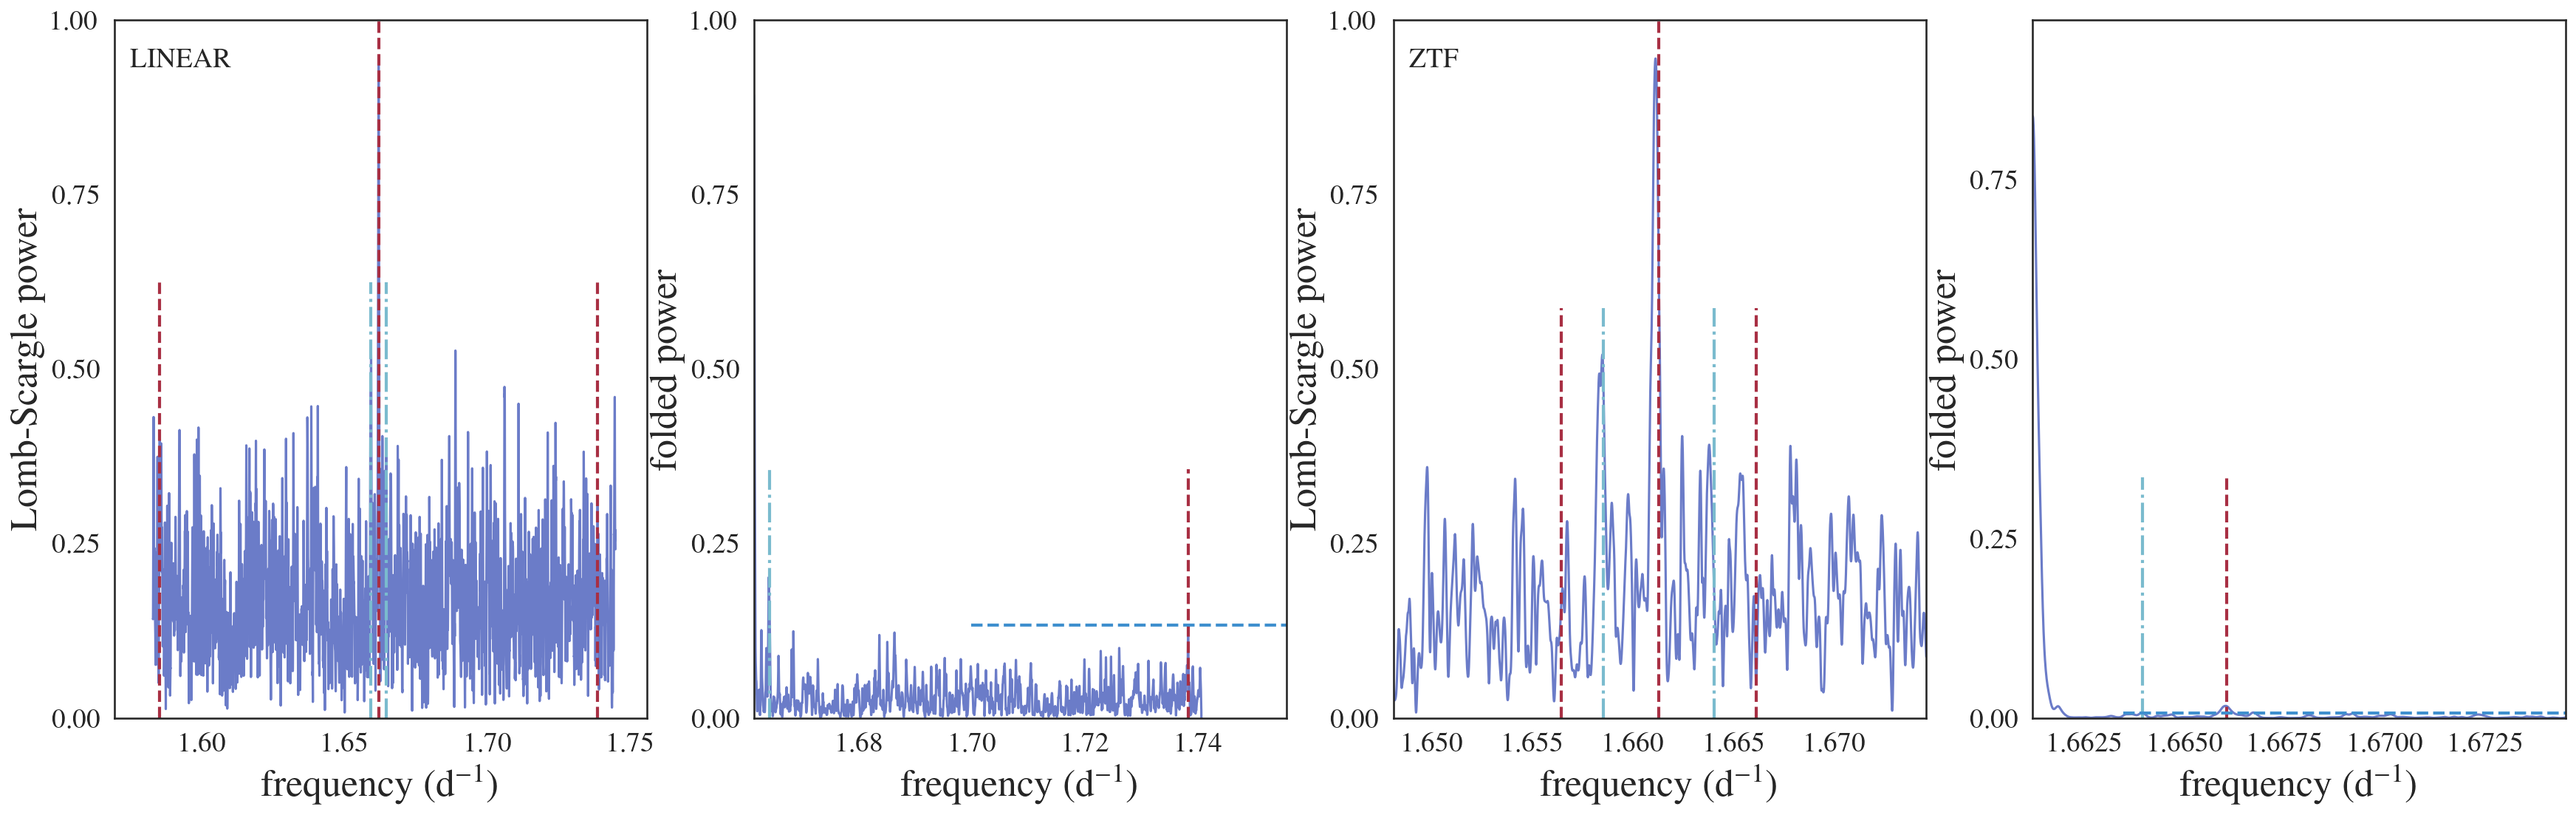 LINEAR
Lomb-Scargle power
1.00
0.75
0.50
0.25
0.00
1.60 1.65 1.70 1.75
frequency (d⁻¹)
folded power
1.00
0.75
0.50
0.25
0.00
1.68 1.70 1.72 1.74
frequency (d⁻¹)
ZTF
Lomb-Scargle power
1.00
0.75
0.50
0.25
0.00
1.650 1.655 1.660 1.665 1.670
frequency (d⁻¹)
folded power
0.75
0.50
0.25
0.00
1.6625 1.6650 1.6675 1.6700 1.6725
frequency (d⁻¹)